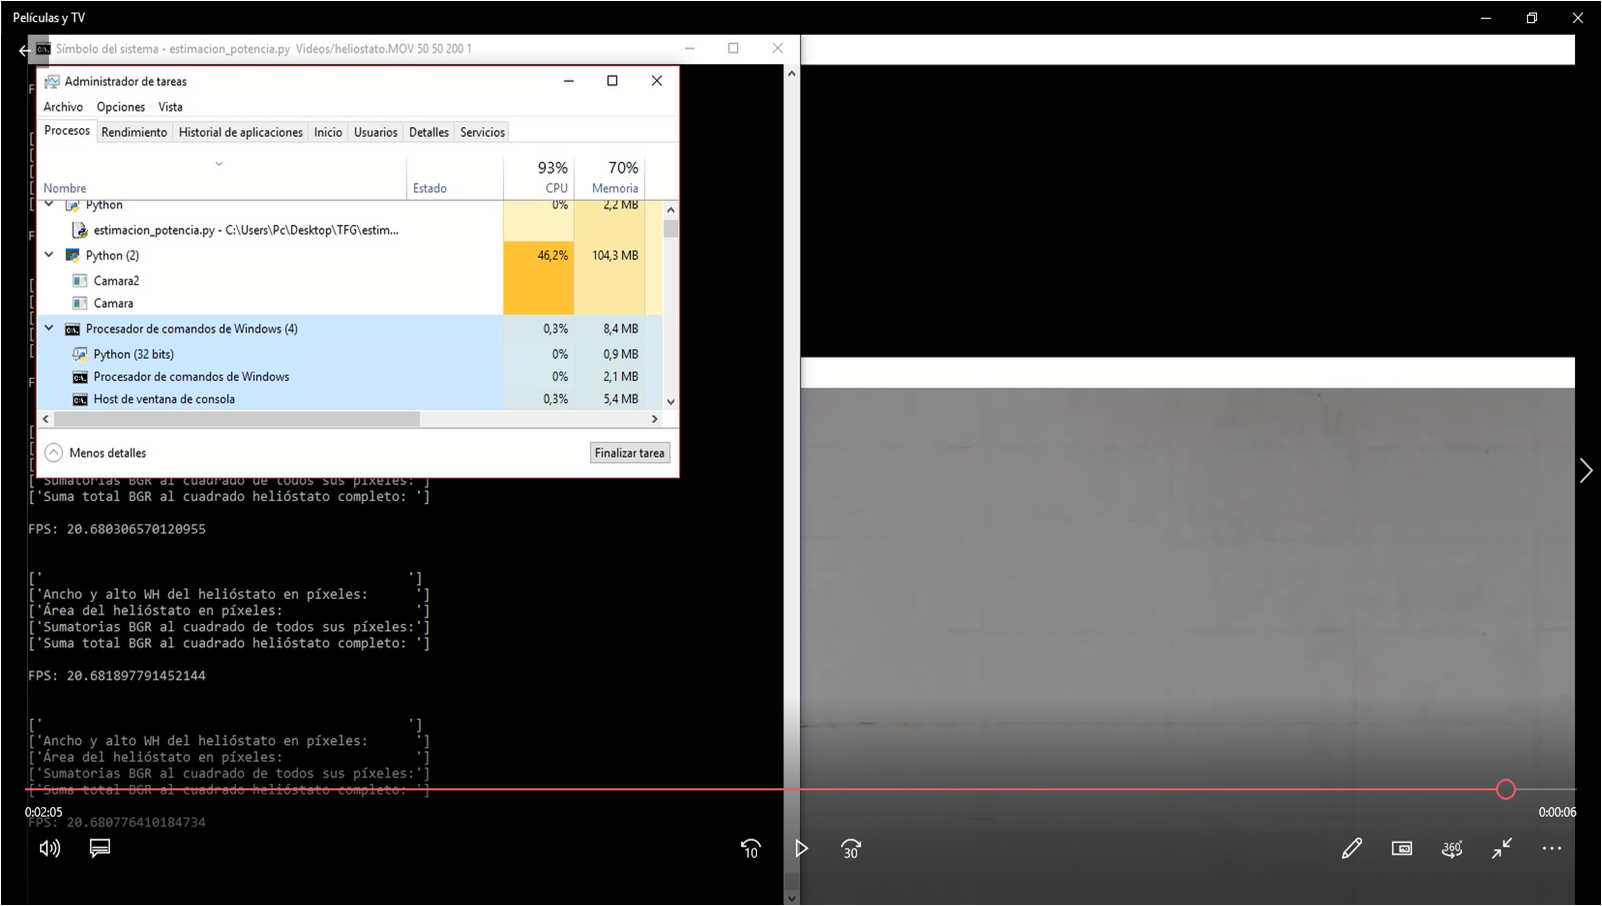 Películas y TV
Símbolo del sistema - estimacion_potencia.py Videos/heliostato.MOV 50 50 200 1
Administrador de tareas
Archivo Opciones Vista
Procesos Rendimiento Historial de aplicaciones Inicio Usuarios Detalles Servicios
93% 70%
Nombre Estado CPU Memoria
Python 0% 2,2 MB
estimacion_potencia.py - C:\Users\Pc\Desktop\TFG\estim...
Python (2) 46,2% 104,3 MB
Camara2
Camara
Procesador de comandos de Windows (4) 0,3% 8,4 MB
Python (32 bits) 0% 0,9 MB
Procesador de comandos de Windows 0% 2,1 MB
Host de ventana de consola 0,3% 5,4 MB
Menos detalles Finalizar tarea
['Sumatorias BGR al cuadrado de todos sus píxeles: ']
['Suma total BGR al cuadrado helióstato completo: ']
FPS: 20.680306570120955
[' ']
['Ancho y alto WH del helióstato en píxeles: ']
['Área del helióstato en píxeles: ']
['Sumatorias BGR al cuadrado de todos sus píxeles:']
['Suma total BGR al cuadrado helióstato completo: ']
FPS: 20.681897791452144
[' ']
['Ancho y alto WH del helióstato en píxeles: ']
['Área del helióstato en píxeles: ']
['Sumatorias BGR al cuadrado de todos sus píxeles:']
['Suma total BGR al cuadrado helióstato completo: ']
0:02:05 0:00:06
FPS: 20.680776410184734
10 30 360°